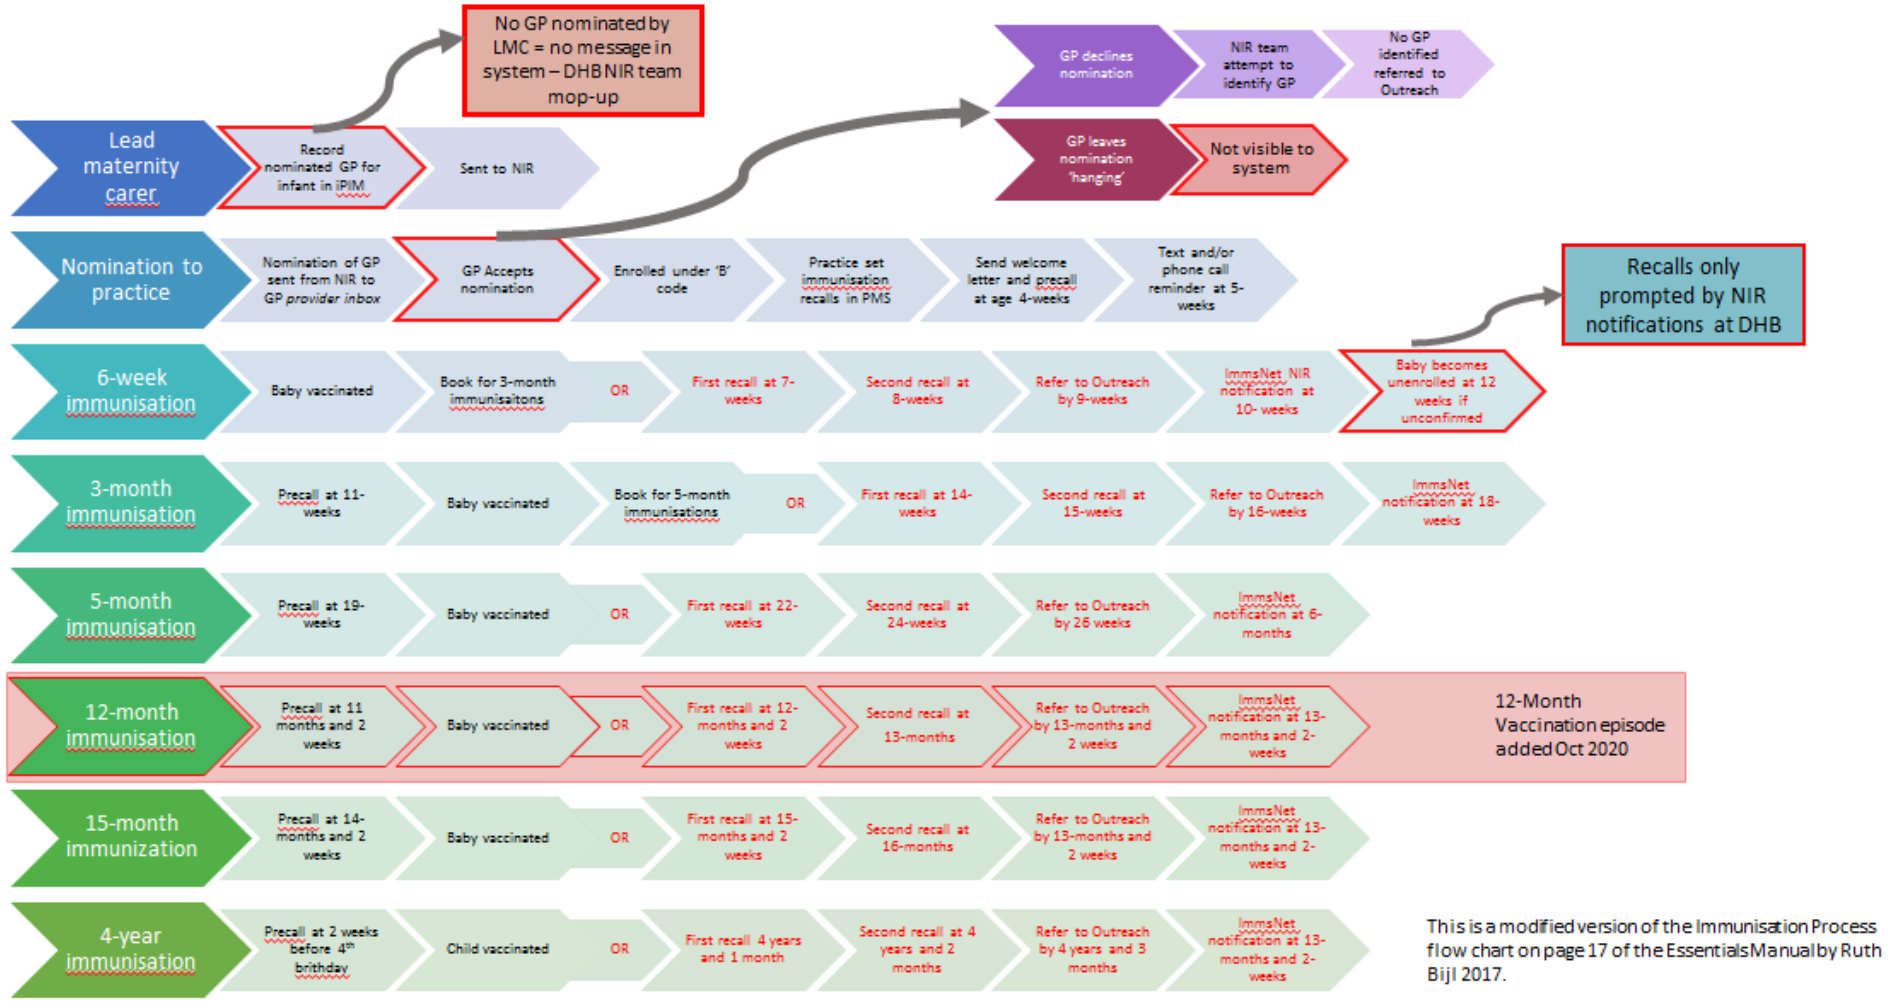 No GP nominated by
LMC = no message in
system – DHB NIR team
mop-up
GP declines
nomination
NIR team
attempt to
identify GP
No GP
identified
referred to
Outreach
GP leaves
nomination
'hanging'
Not visible to
system
Lead
maternity
carer
Record
nominated GP for
infant in iPIM
Sent to NIR
Nomination to
practice
Nomination of GP
sent from NIR to
GP provider inbox
GP Accepts
nomination
Enrolled under 'B'
code
Practice set
immunisation
recalls in PMS
Send welcome
letter and precall
at age 4-weeks
Text and/or
phone call
reminder at 5-
weeks
Recalls only
prompted by NIR
notifications at DHB
6-week
immunisation
Baby vaccinated
Book for 3-month
immunisaitons
OR
First recall at 7-
weeks
Second recall at
8-weeks
Refer to Outreach
by 9-weeks
ImmsNet NIR
notification at
10- weeks
Baby becomes
unenrolled at 12
weeks if
unconfirmed
3-month
immunisation
Precall at 11-
weeks
Baby vaccinated
Book for 5-month
immunisations
OR
First recall at 14-
weeks
Second recall at
15-weeks
Refer to Outreach
by 16-weeks
ImmsNet
notification at 18-
weeks
5-month
immunisation
Precall at 19-
weeks
Baby vaccinated
OR
First recall at 22-
weeks
Second recall at
24-weeks
Refer to Outreach
by 26 weeks
ImmsNet
notification at 6-
months
12-month
immunisation
Precall at 11
months and 2
weeks
Baby vaccinated
OR
First recall at 12-
months and 2
weeks
Second recall at
13-months
Refer to Outreach
by 13-months and
2 weeks
ImmsNet
notification at 13-
months and 2-
weeks
12-Month
Vaccination episode
added Oct 2020
15-month
immunization
Precall at 14-
months and 2
weeks
Baby vaccinated
OR
First recall at 15-
months and 2
weeks
Second recall at
16-months
Refer to Outreach
by 13-months and
2 weeks
ImmsNet
notification at 13-
months and 2-
weeks
4-year
immunisation
Precall at 2 weeks
before 4th
brithday
Child vaccinated
OR
First recall 4 years
and 1 month
Second recall at 4
years and 2
months
Refer to Outreach
by 4 years and 3
months
ImmsNet
notification at 13-
months and 2-
weeks
This is a modified version of the Immunisation Process
flow chart on page 17 of the Essentials Manual by Ruth
Bijl 2017.